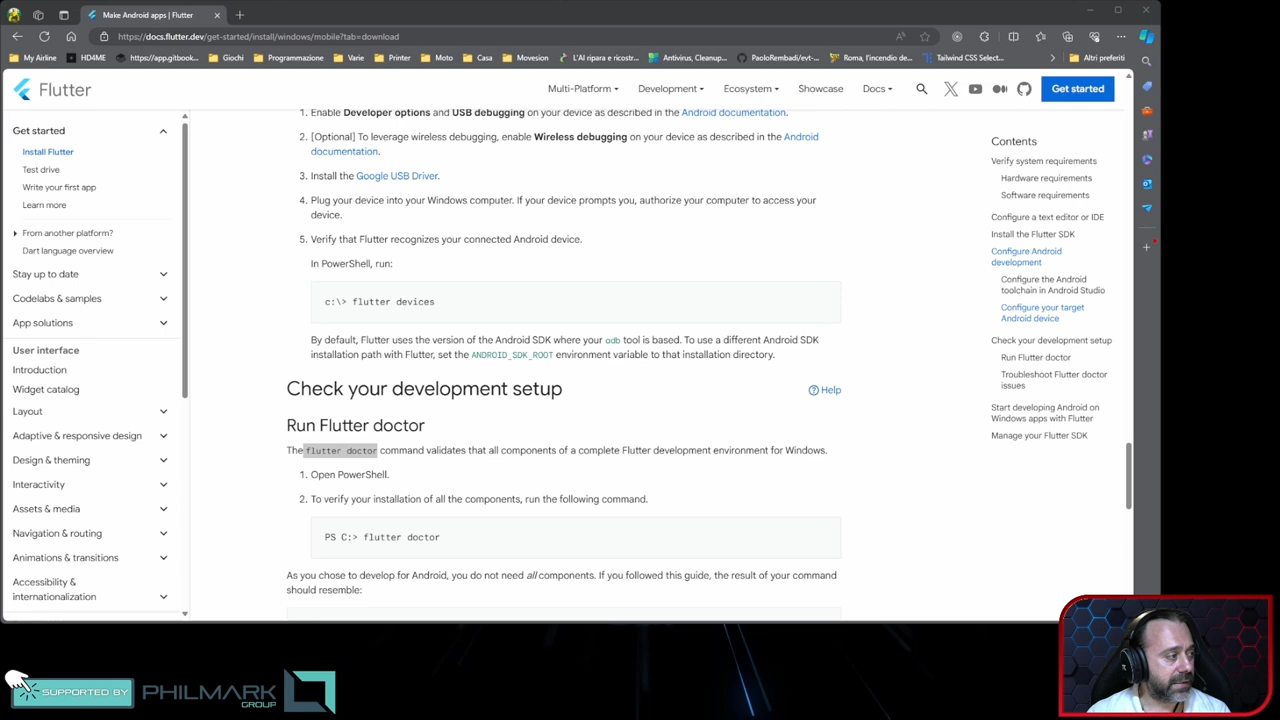 Make Android apps | Flutter
https://docs.flutter.dev/get-started/install/windows/mobile?tab=download
My Airline
HD4ME
https://app.gitbook...
Giochi
Programmazione
Varie
Printer
Moto
Casa
Movesion
L'AI ripara e ricostr...
Antivirus, Cleanup...
PaoloRembadi/evt-...
Roma, l'incendio de...
Tailwind CSS Select...
Altri preferiti
Flutter
Multi-Platform
Development
Ecosystem
Showcase
Docs
Get started
Get started
Install Flutter
Test drive
Write your first app
Learn more
From another platform?
Dart language overview
Stay up to date
Codelabs & samples
App solutions
User interface
Introduction
Widget catalog
Layout
Adaptive & responsive design
Design & theming
Interactivity
Assets & media
Navigation & routing
Animations & transitions
Accessibility &
internationalization
1. Enable Developer options and USB debugging on your device as described in the Android documentation.
2. [Optional] To leverage wireless debugging, enable Wireless debugging on your device as described in the Android
documentation.
3. Install the Google USB Driver.
4. Plug your device into your Windows computer. If your device prompts you, authorize your computer to access your
device.
5. Verify that Flutter recognizes your connected Android device.
In PowerShell, run:
c:\> flutter devices
By default, Flutter uses the version of the Android SDK where your adb tool is based. To use a different Android SDK
installation path with Flutter, set the ANDROID_SDK_ROOT environment variable to that installation directory.
Check your development setup
Help
Run Flutter doctor
The flutter doctor command validates that all components of a complete Flutter development environment for Windows.
1. Open PowerShell.
2. To verify your installation of all the components, run the following command.
PS C:> flutter doctor
As you chose to develop for Android, you do not need all components. If you followed this guide, the result of your command
should resemble:
Contents
Verify system requirements
Hardware requirements
Software requirements
Configure a text editor or IDE
Install the Flutter SDK
Configure Android
development
Configure the Android
toolchain in Android Studio
Configure your target
Android device
Check your development setup
Run Flutter doctor
Troubleshoot Flutter doctor
issues
Start developing Android on
Windows apps with Flutter
Manage your Flutter SDK
SUPPORTED BY
PHILMARK
GROUP